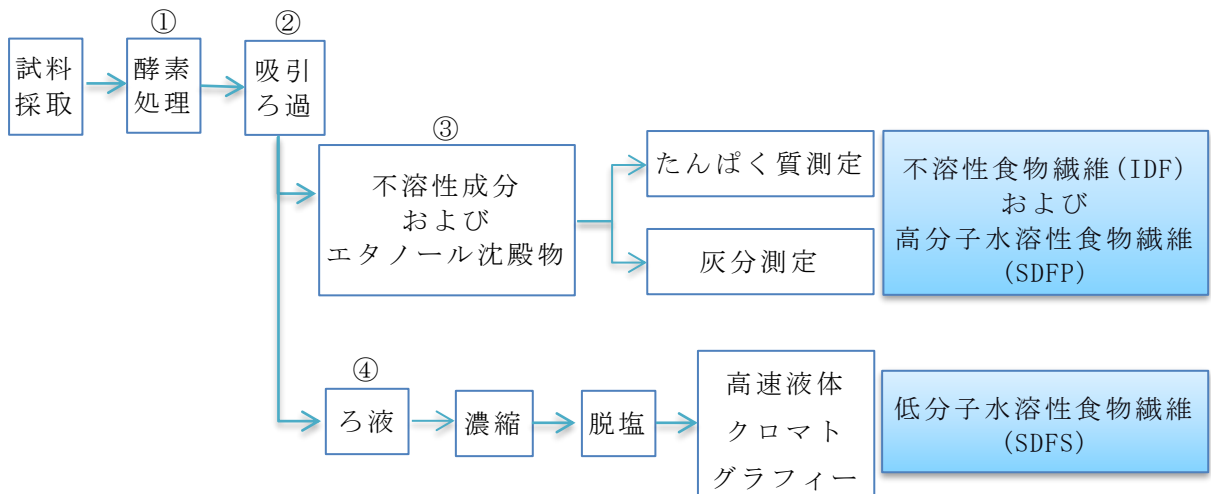 ①
試料
採取
酵素
処理
②
吸引
ろ過
③
不溶性成分
および
エタノール沈殿物
たんぱく質測定
灰分測定
不溶性食物繊維(IDF)
および
高分子水溶性食物繊維
(SDFP)
④
ろ液
濃縮
脱塩
高速液体
クロマト
グラフィー
低分子水溶性食物繊維
(SDFS)